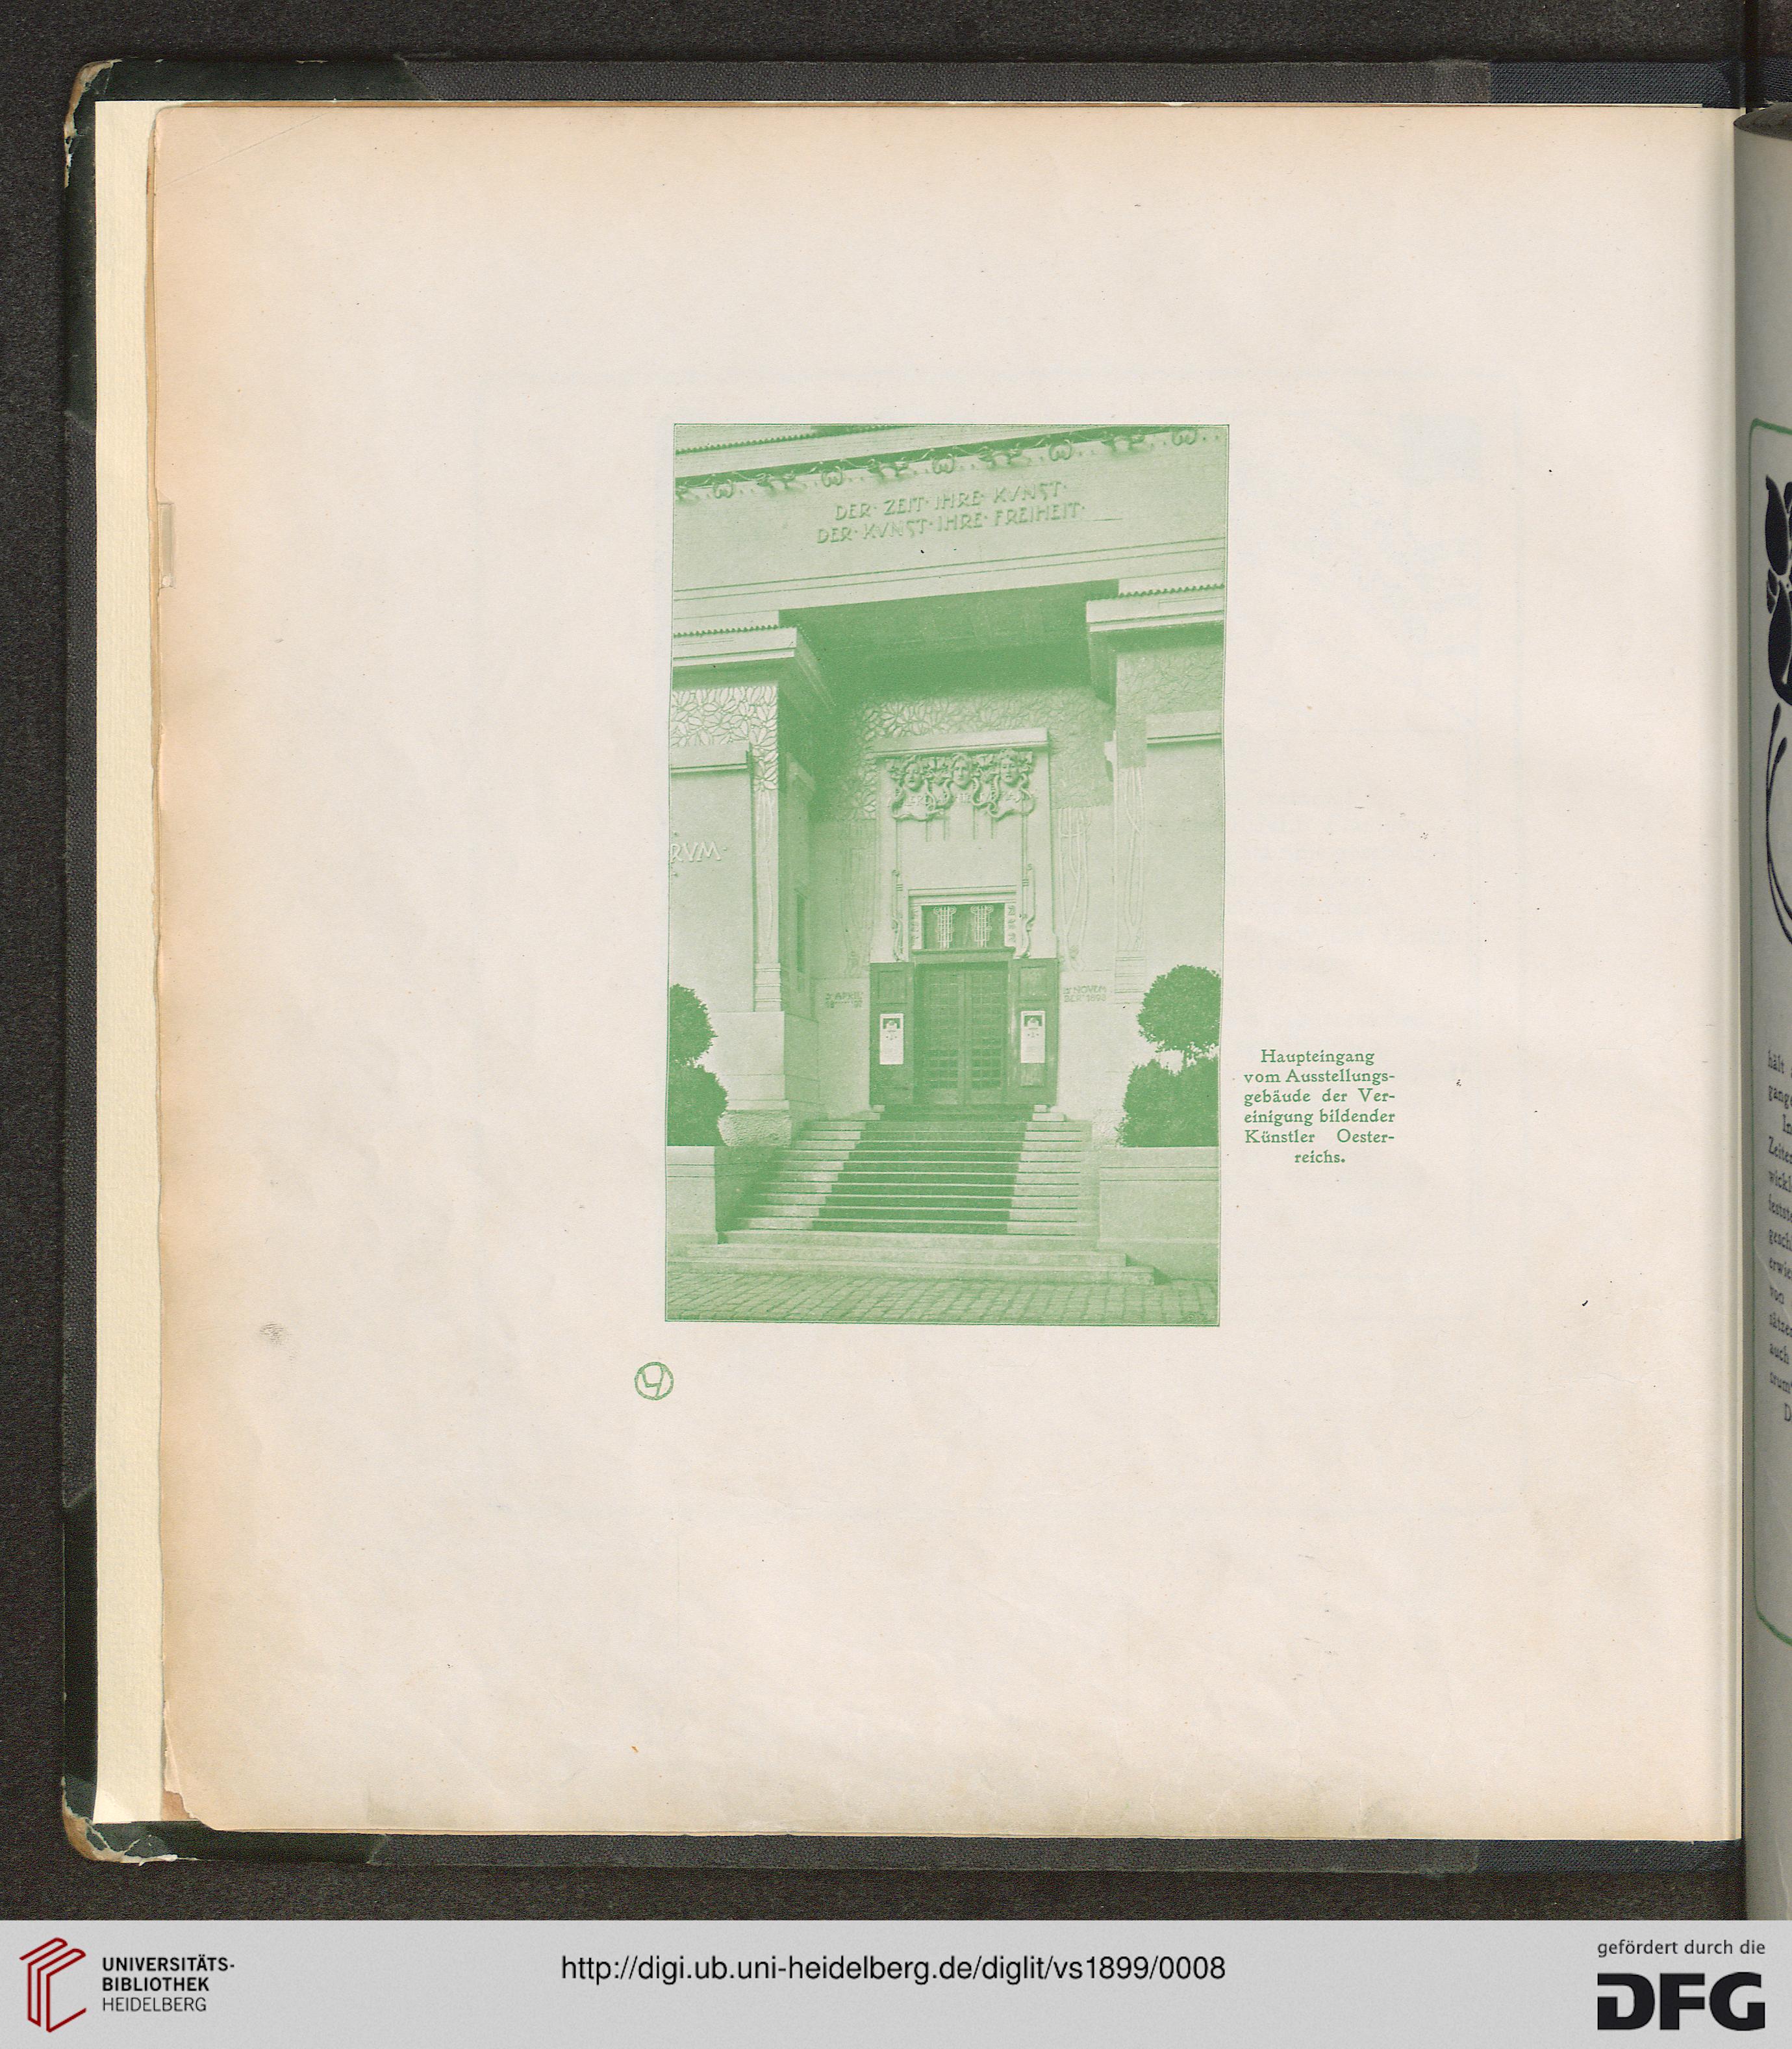 DER · ZEIT · IHRE · KVNST ·
DER · KVNST · IHRE · FREIHEIT ·
RVM ·
Haupteingang
vom Ausstellungs-
gebäude der Ver-
einigung bildender
Künstler Oester-
reichs.
UNIVERSITÄTS-
BIBLIOTHEK
HEIDELBERG
http://digi.ub.uni-heidelberg.de/diglit/vs1899/0008
gefördert durch die
DFG